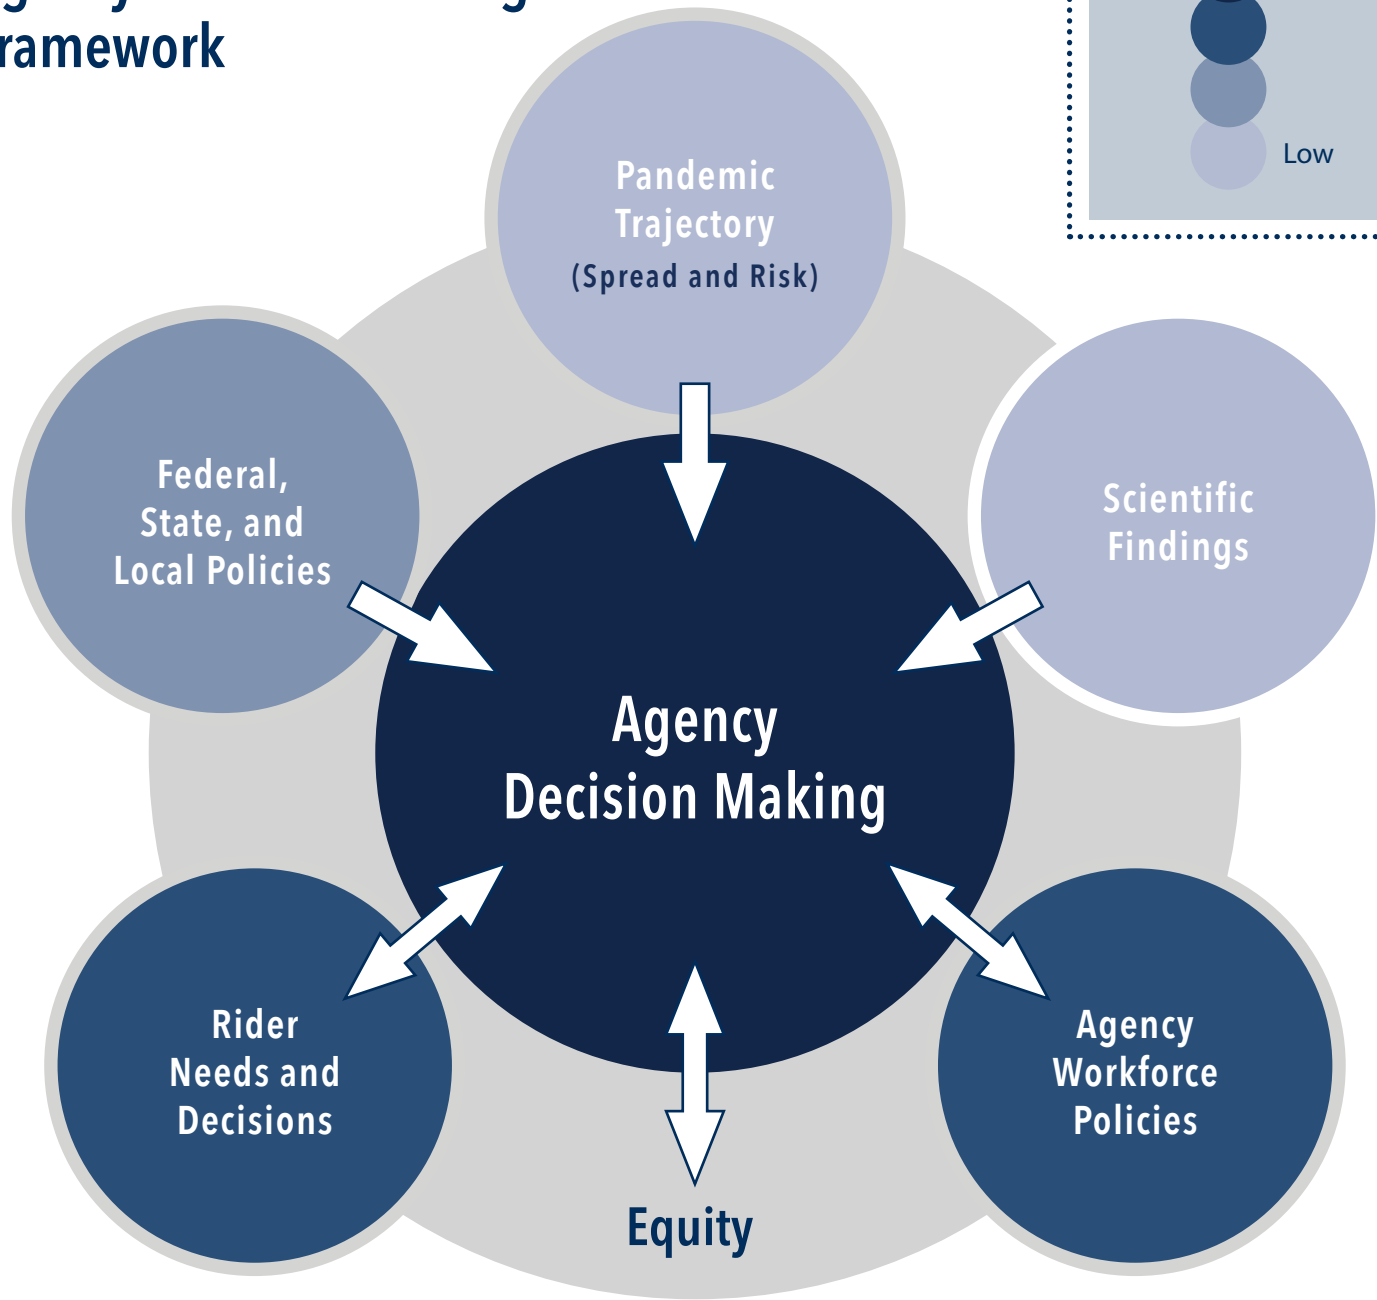 ramework
Low
Pandemic
Trajectory
(Spread and Risk)
Federal,
State, and
Local Policies
Scientific
Findings
Agency
Decision Making
Rider
Needs and
Decisions
Agency
Workforce
Policies
Equity